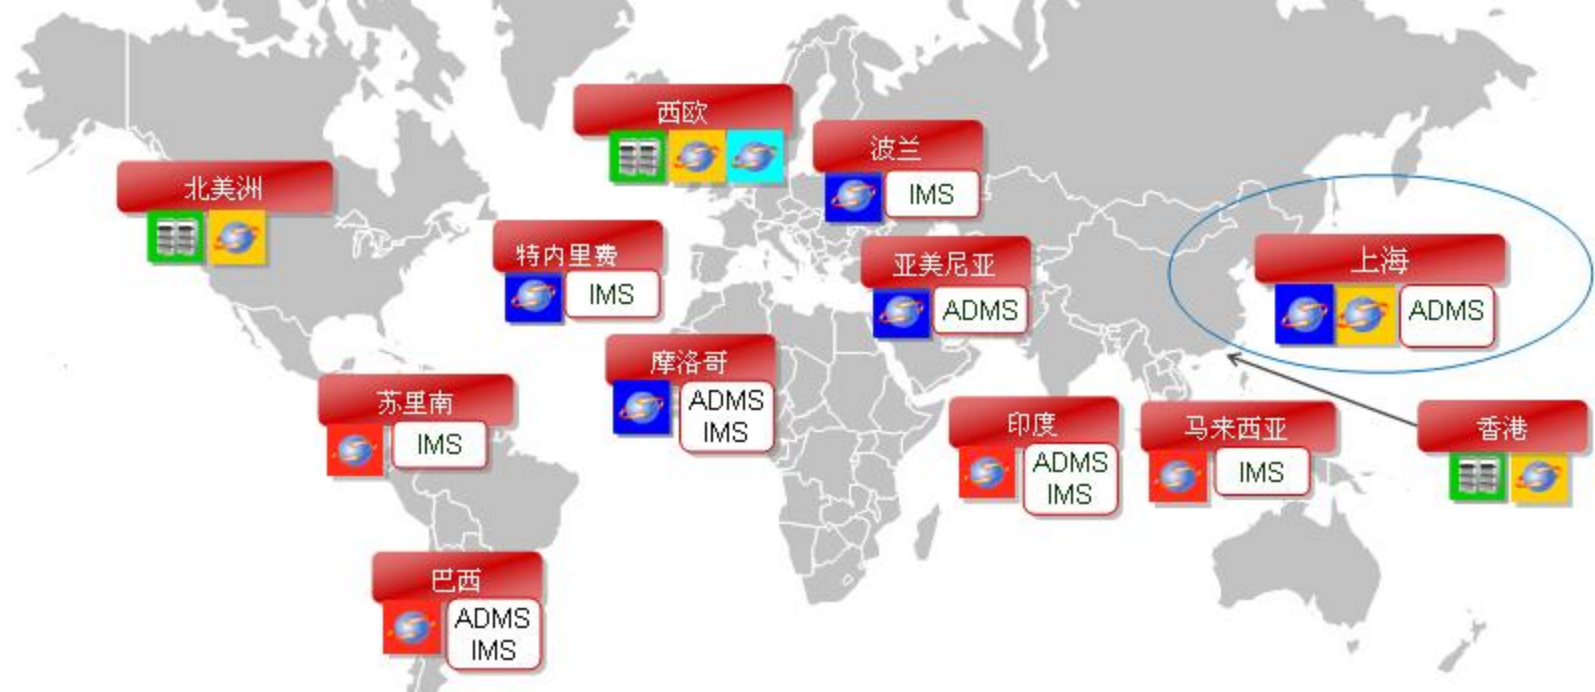 西欧
波兰
IMS
北美洲
特内里费
IMS
亚美尼亚
ADMS
上海
ADMS
摩洛哥
ADMS
IMS
苏里南
IMS
印度
ADMS
IMS
马来西亚
IMS
香港
巴西
ADMS
IMS